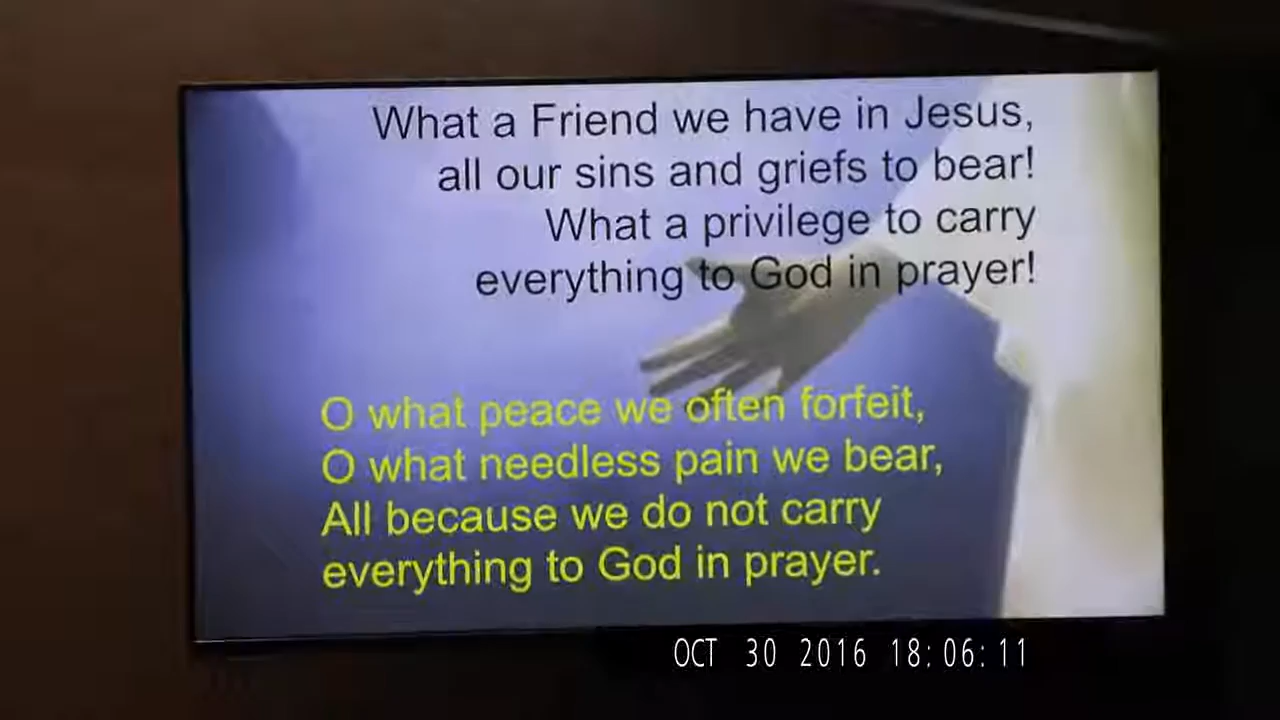 What a Friend we have in Jesus,
all our sins and griefs to bear!
What a privilege to carry
everything to God in prayer!
O what peace we often forfeit,
O what needless pain we bear,
All because we do not carry
everything to God in prayer.
OCT 30 2016 18:06:11